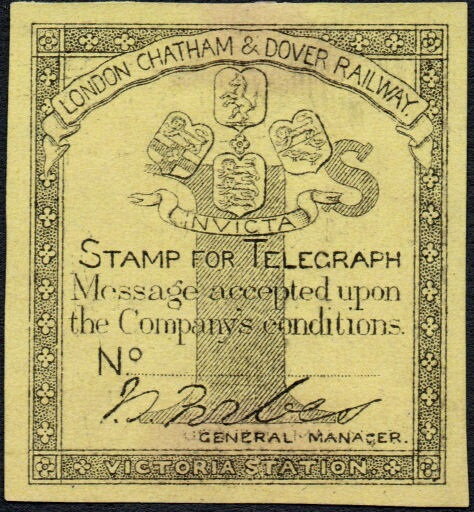 LONDON CHATHAM & DOVER RAILWAY.
1S
INVICTA
STAMP FOR TELEGRAPH
Message accepted upon
the Company's conditions.
No
J. S. Forbes
GENERAL MANAGER.
VICTORIA STATION.